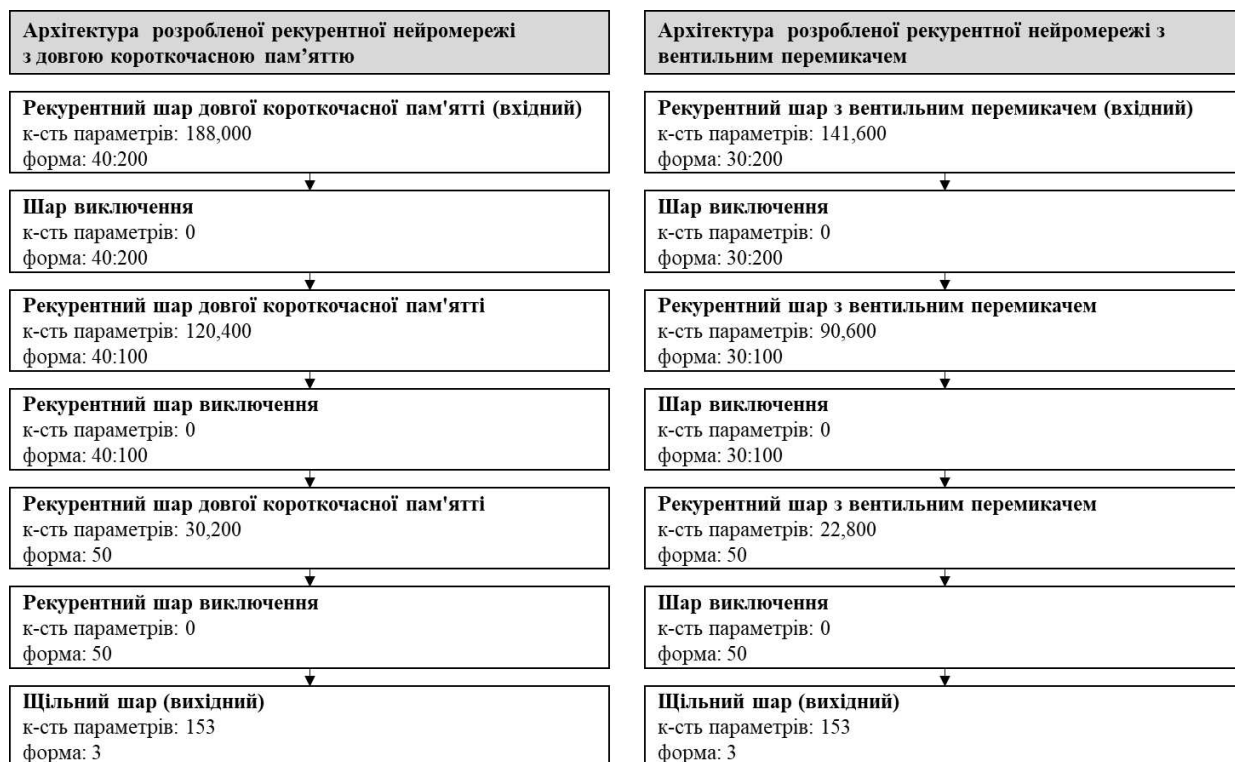 Архітектура розробленої рекурентної нейромережі
з довгою короткочасною пам’яттю
Рекурентний шар довгої короткочасної пам'ятті (вхідний)
к-сть параметрів: 188,000
форма: 40:200
Шар виключення
к-сть параметрів: 0
форма: 40:200
Рекурентний шар довгої короткочасної пам'ятті
к-сть параметрів: 120,400
форма: 40:100
Рекурентний шар виключення
к-сть параметрів: 0
форма: 40:100
Рекурентний шар довгої короткочасної пам'ятті
к-сть параметрів: 30,200
форма: 50
Рекурентний шар виключення
к-сть параметрів: 0
форма: 50
Щільний шар (вихідний)
к-сть параметрів: 153
форма: 3
Архітектура розробленої рекурентної нейромережі з
вентильним перемикачем
Рекурентний шар з вентильним перемикачем (вхідний)
к-сть параметрів: 141,600
форма: 30:200
Шар виключення
к-сть параметрів: 0
форма: 30:200
Рекурентний шар з вентильним перемикачем
к-сть параметрів: 90,600
форма: 30:100
Шар виключення
к-сть параметрів: 0
форма: 30:100
Рекурентний шар з вентильним перемикачем
к-сть параметрів: 22,800
форма: 50
Шар виключення
к-сть параметрів: 0
форма: 50
Щільний шар (вихідний)
к-сть параметрів: 153
форма: 3